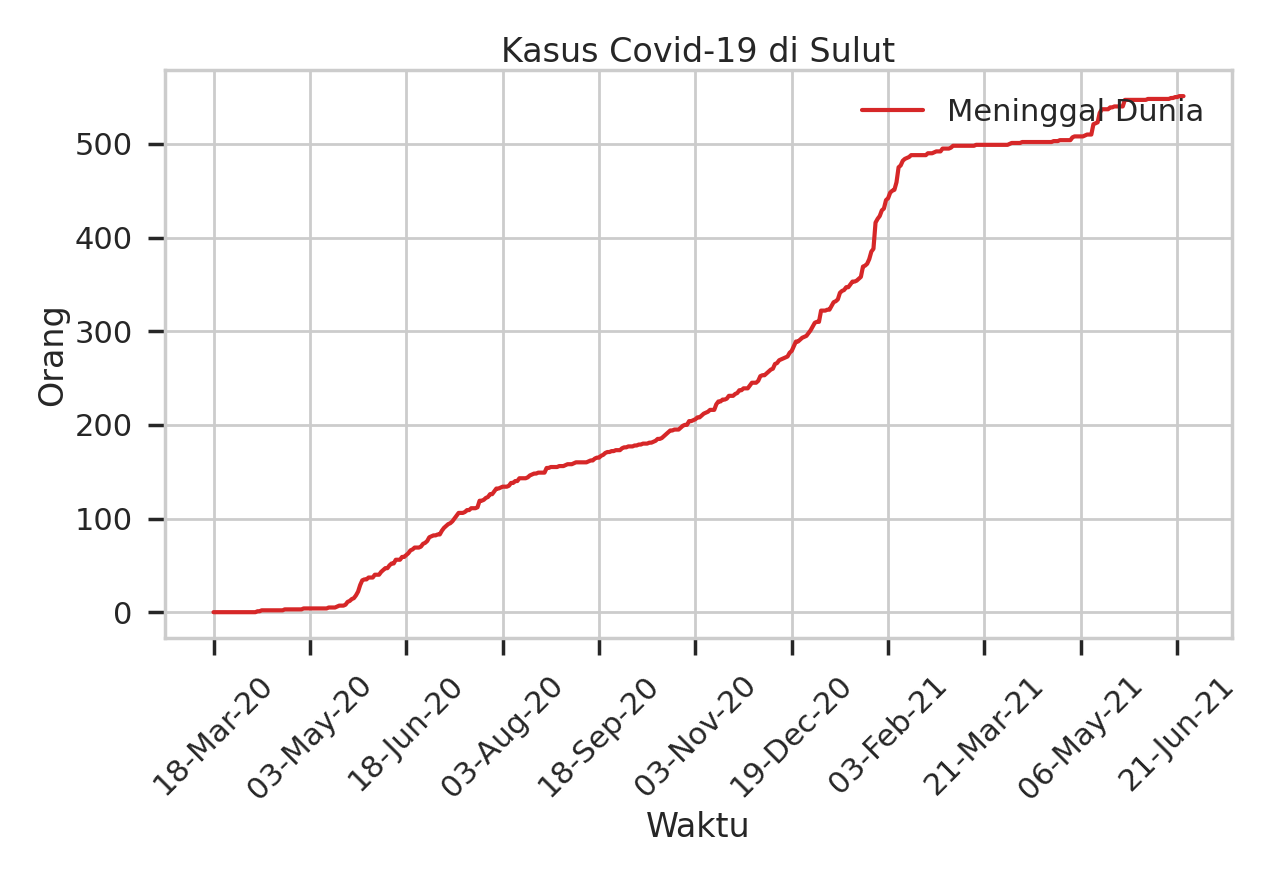 Kasus Covid-19 di Sulut
Meninggal Dunia
Orang
500
400
300
200
100
0
18-Mar-20
03-May-20
18-Jun-20
03-Aug-20
18-Sep-20
03-Nov-20
19-Dec-20
03-Feb-21
21-Mar-21
06-May-21
21-Jun-21
Waktu